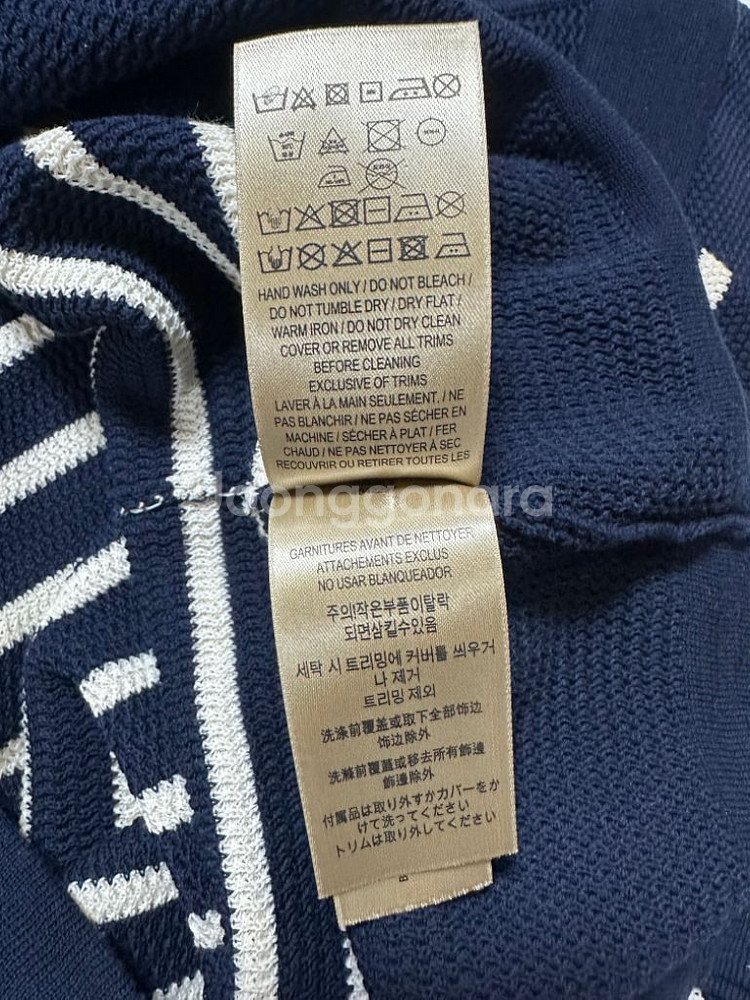 HAND WASH ONLY / DO NOT BLEACH /
DO NOT TUMBLE DRY / DRY FLAT /
WARM IRON / DO NOT DRY CLEAN
COVER OR REMOVE ALL TRIMS
BEFORE CLEANING
EXCLUSIVE OF TRIMS
LAVER À LA MAIN SEULEMENT. / NE
PAS BLANCHIR / NE PAS SÉCHER EN
MACHINE / SÉCHER À PLAT / FER
CHAUD / NE PAS NETTOYER À SEC
RECOUVRIR OU RETIRER TOUTES LES
joonggonara
GARNITURES AVANT DE NETTOYER
ATTACHEMENTS EXCLUS
NO USAR BLANQUEADOR
주의)작은부품이탈락
되면삼킬수있음
세탁 시 트리밍에 커버를 씌우거
나 제거
트리밍 제외
洗涤前覆盖或取下全部饰边
饰边除外
洗滌前覆蓋或移去所有飾邊
飾邊除外
付属品は取り外すかカバーをか
けて洗ってください
トリムは取り外してください